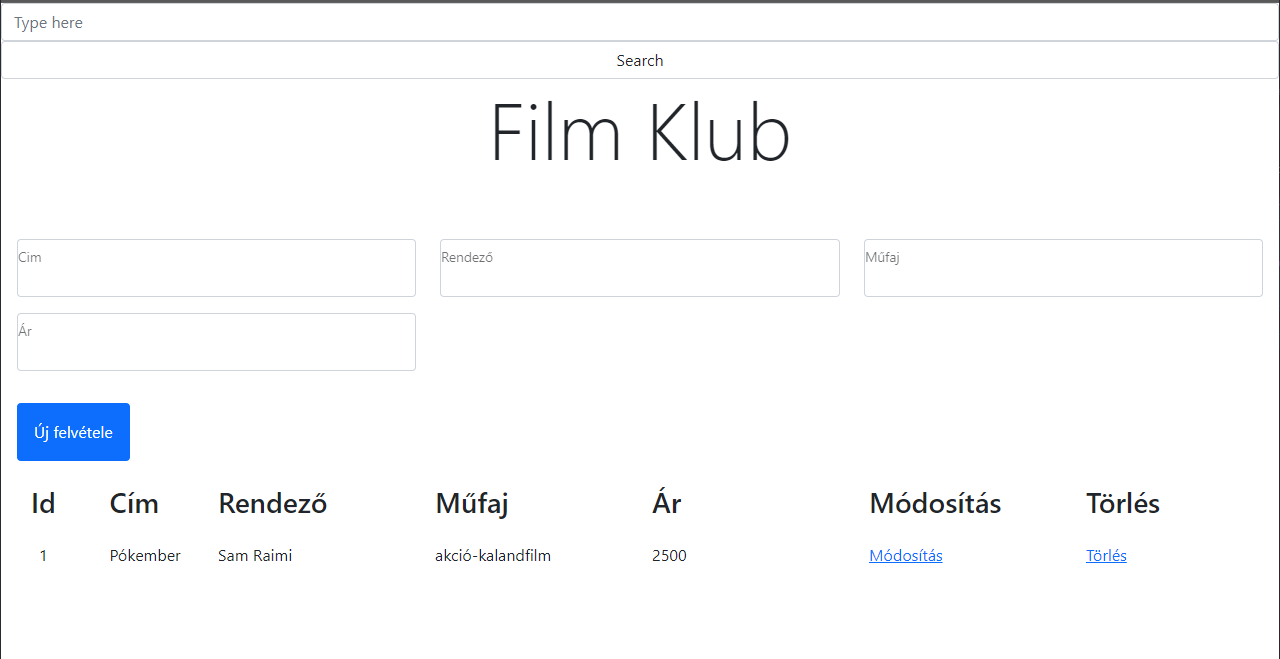 Type here
Search
Film Klub
Cim Rendező Műfaj
Ár
Új felvétele
Id Cím Rendező Műfaj Ár Módosítás Törlés
1 Pókember Sam Raimi akció-kalandfilm 2500 Módosítás Törlés